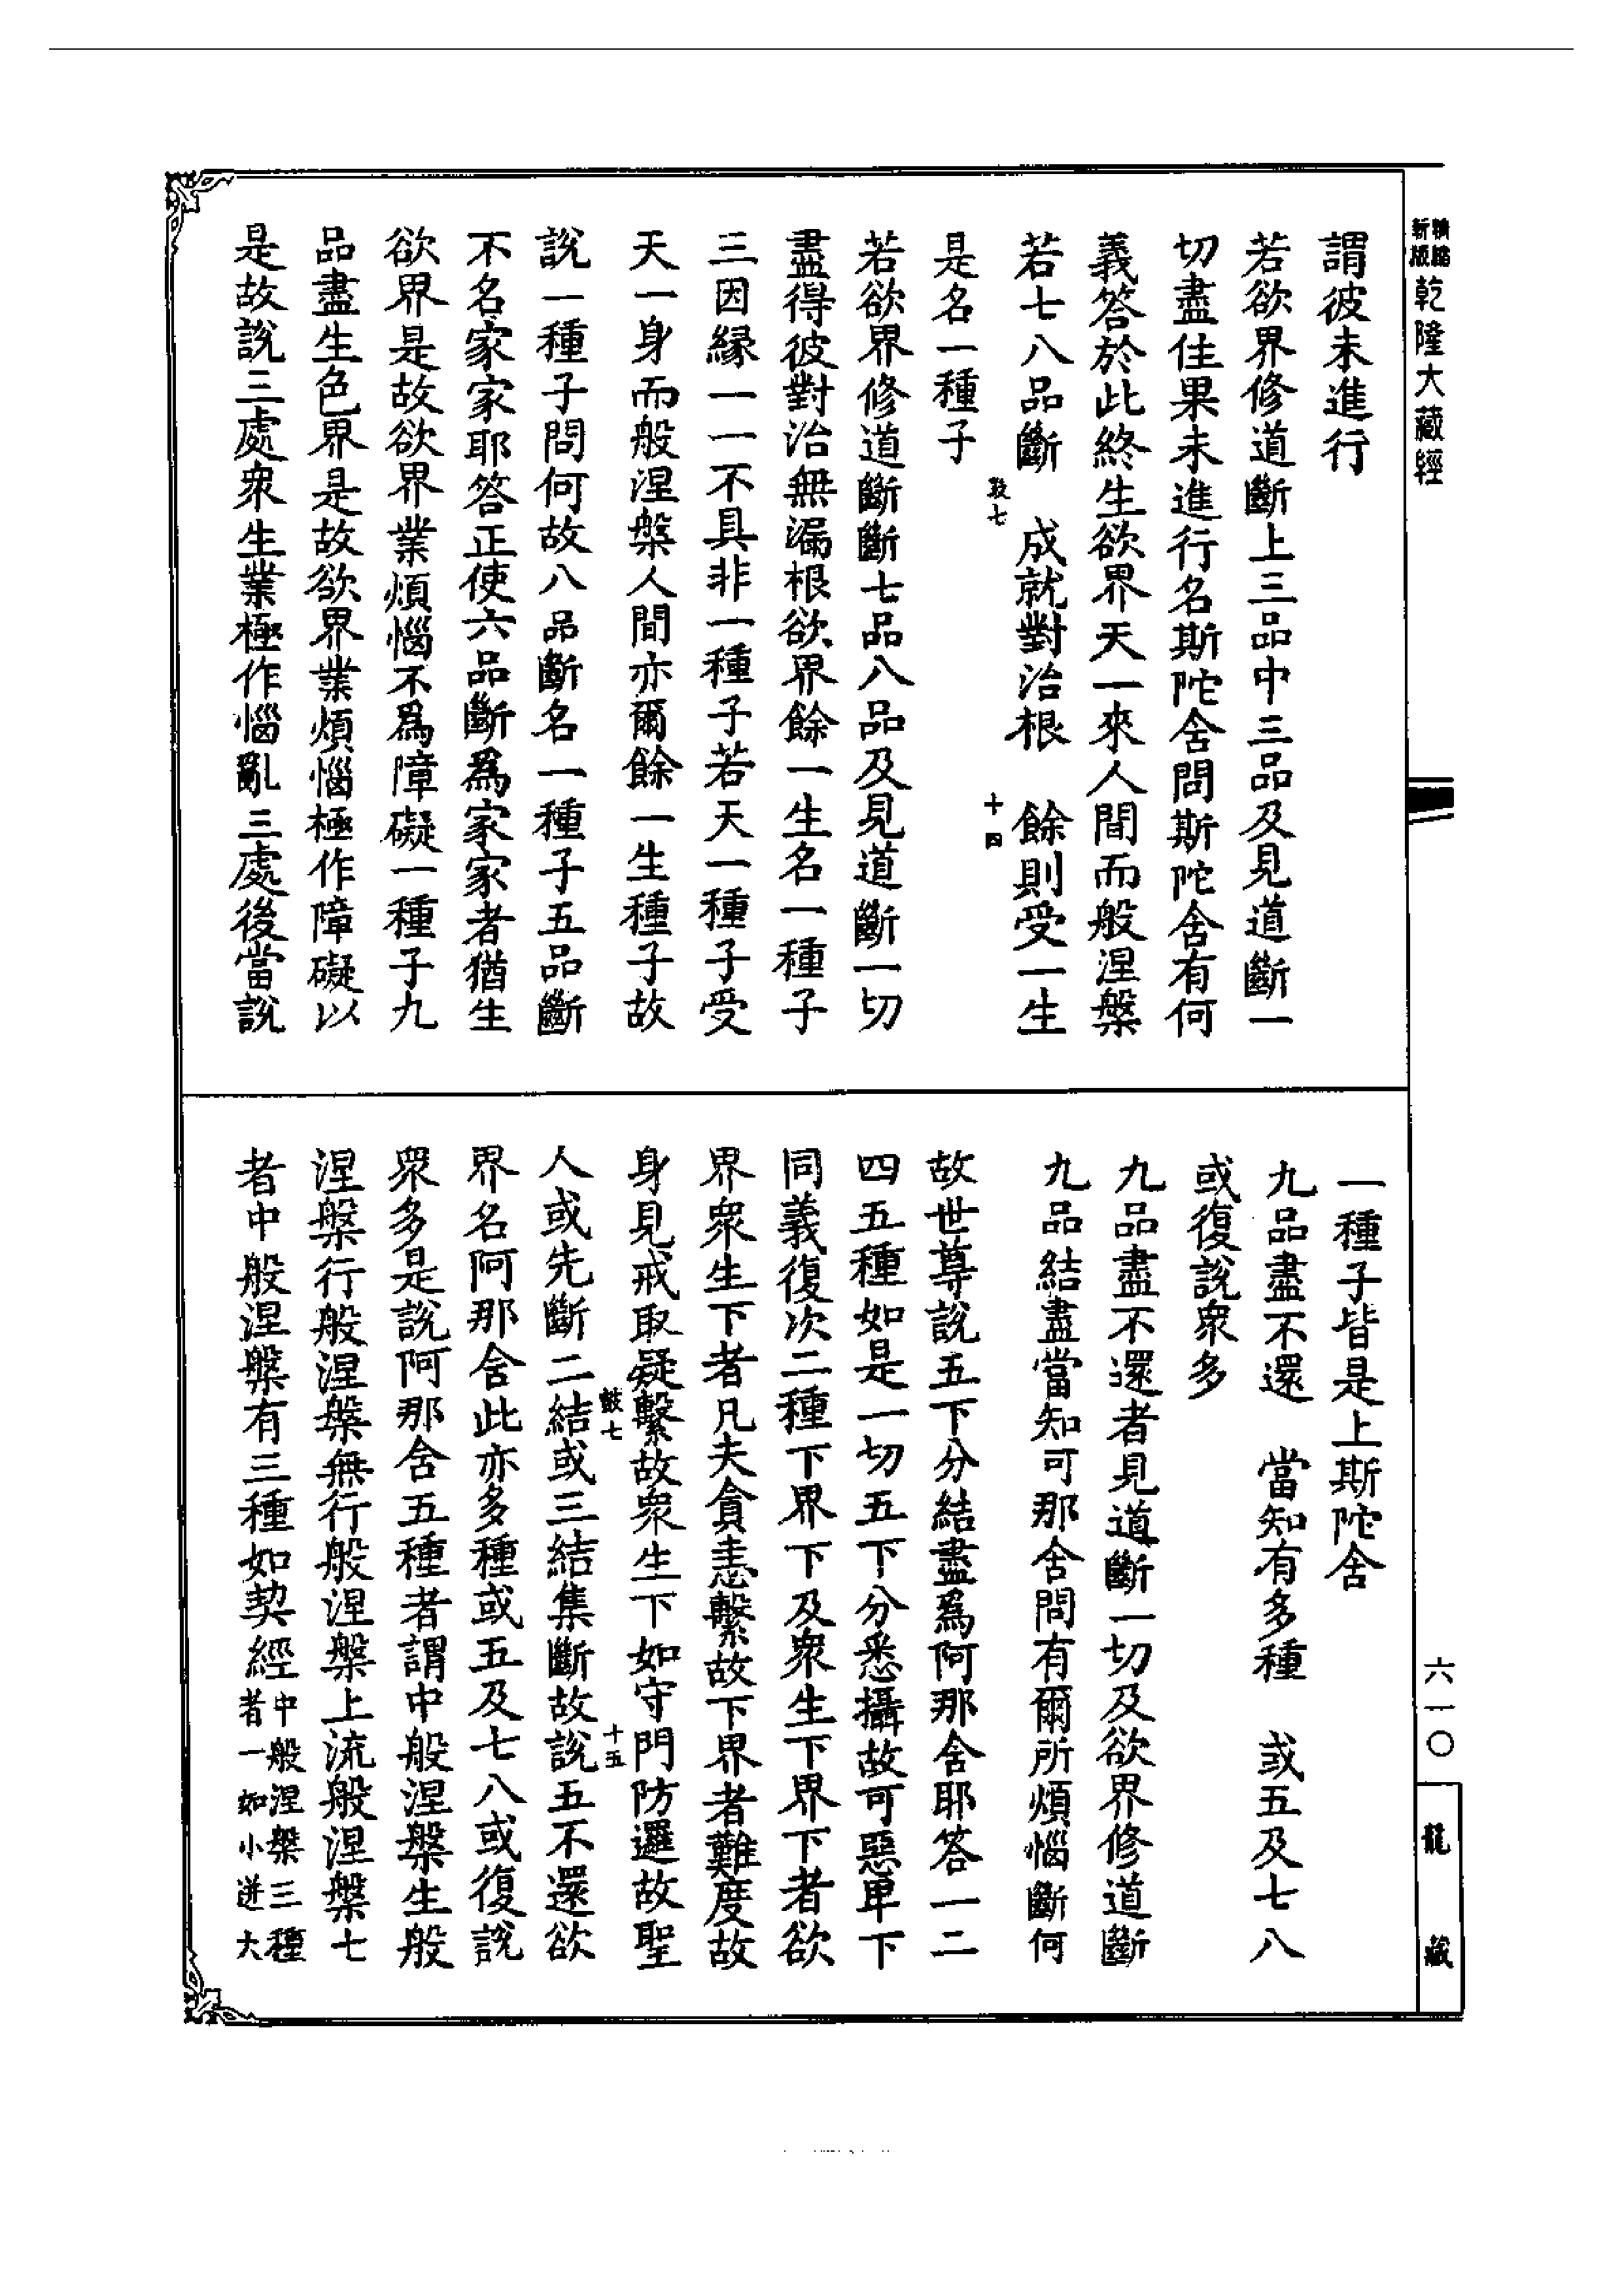 新版精縮乾隆大藏經
謂彼未進行
若欲界修道斷上三品中三品及見道斷一
切盡住果未進行名斯陀舍問斯陀舍有何
義答於此終生欲界天一來人間而般涅槃
若七八品斷　成就對治根　餘則受一生
鼓七　十四
是名一種子
若欲界修道斷斷七品八品及見道斷一切
盡得彼對治無漏根欲界餘一生名一種子
三因緣一一不具非一種子若天一種子受
天一身而般涅槃人間亦爾餘一生種子故
說一種子問何故八品斷名一種子五品斷
不名家家耶答正使六品斷為家家者猶生
欲界是故欲界業煩惱不為障礙一種子九
品盡生色界是故欲界業煩惱極作障礙以
是故說三處眾生業極作惱亂三處後當說
一種子皆是上斯陀舍
九品盡不還　當知有多種　或五及七八
或復說眾多
九品盡不還者見道斷一切及欲界修道斷
九品結盡當知可那舍問有爾所煩惱斷何
故世尊說五下分結盡為阿那舍耶答一二
四五種如是一切五下分悉攝故可惡卑下
同義復次二種下界下及眾生下界下者欲
界眾生下者凡夫貪恚繫故下界者難度故
身見戒取疑繫故眾生下如守門防邏故聖
鼓七　十五
人或先斷二結或三結集斷故說五不還欲
界名阿那舍此亦多種或五及七八或復說
眾多是說阿那舍五種者謂中般涅槃生般
涅槃行般涅槃無行般涅槃上流般涅槃七
者中般涅槃有三種如契經中般涅槃三種者一如小迸大
六一〇
龍藏